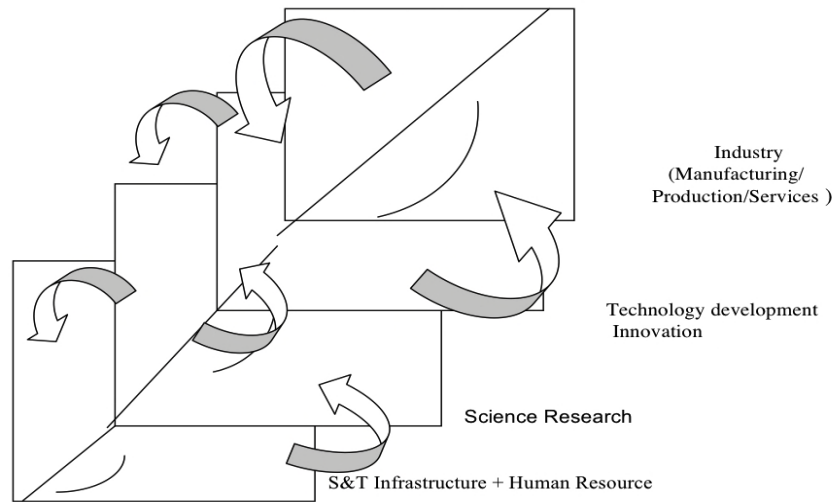 Industry
(Manufacturing/
Production/Services )
Technology development
Innovation
Science Research
S&T Infrastructure + Human Resource